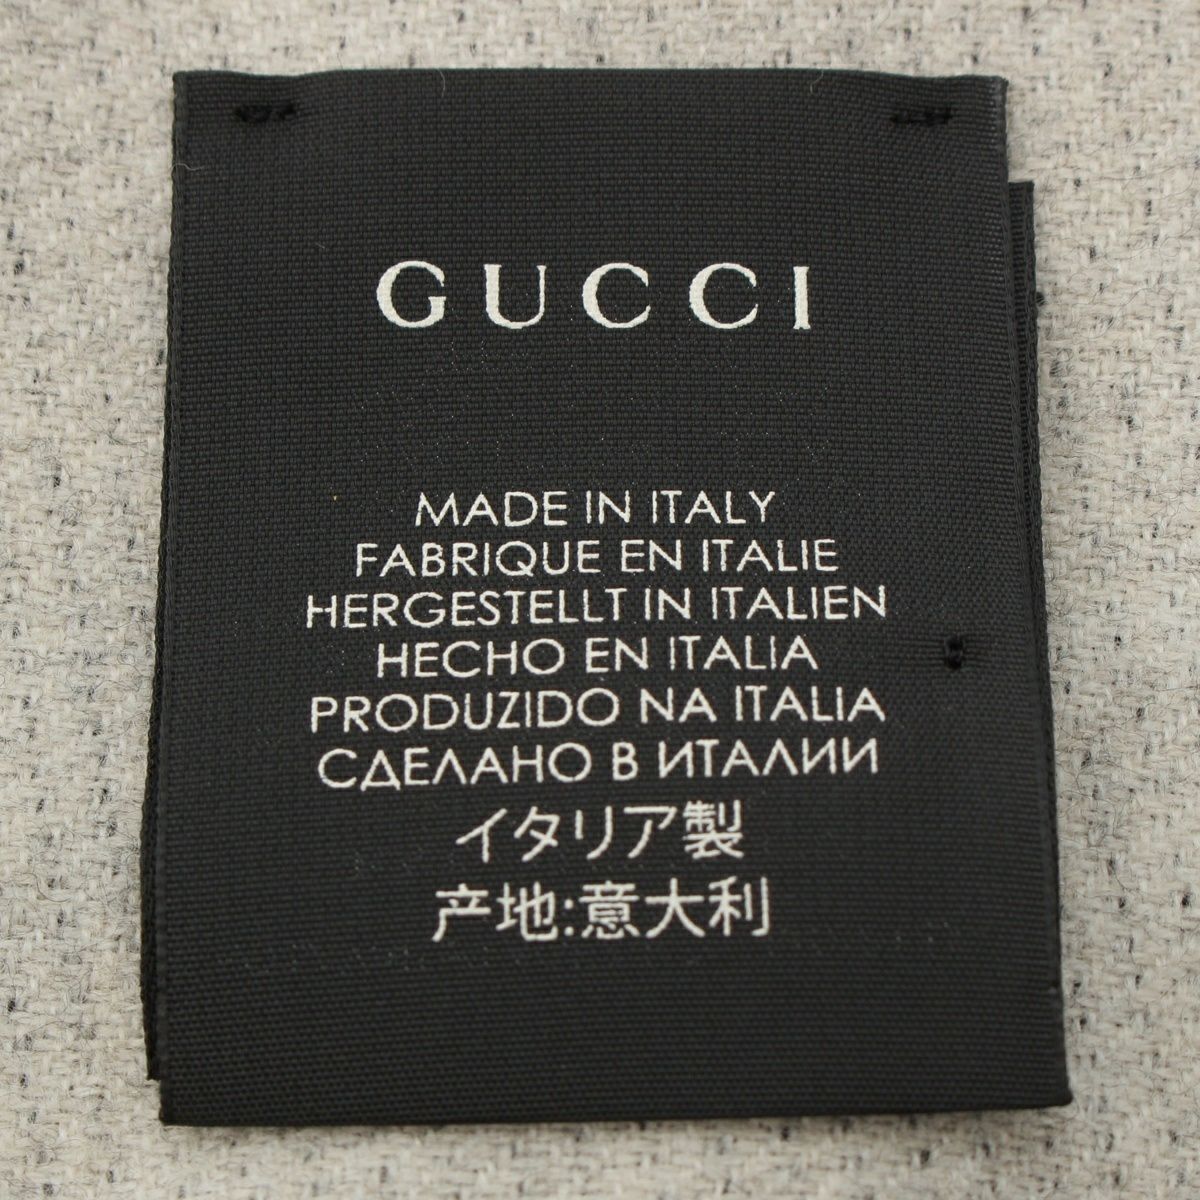 GUCCI
MADE IN ITALY
FABRIQUE EN ITALIE
HERGESTELLT IN ITALIEN
HECHO EN ITALIA
PRODUZIDO NA ITALIA
СДЕЛАНО В ИТАЛИИ
イタリア製
产地:意大利